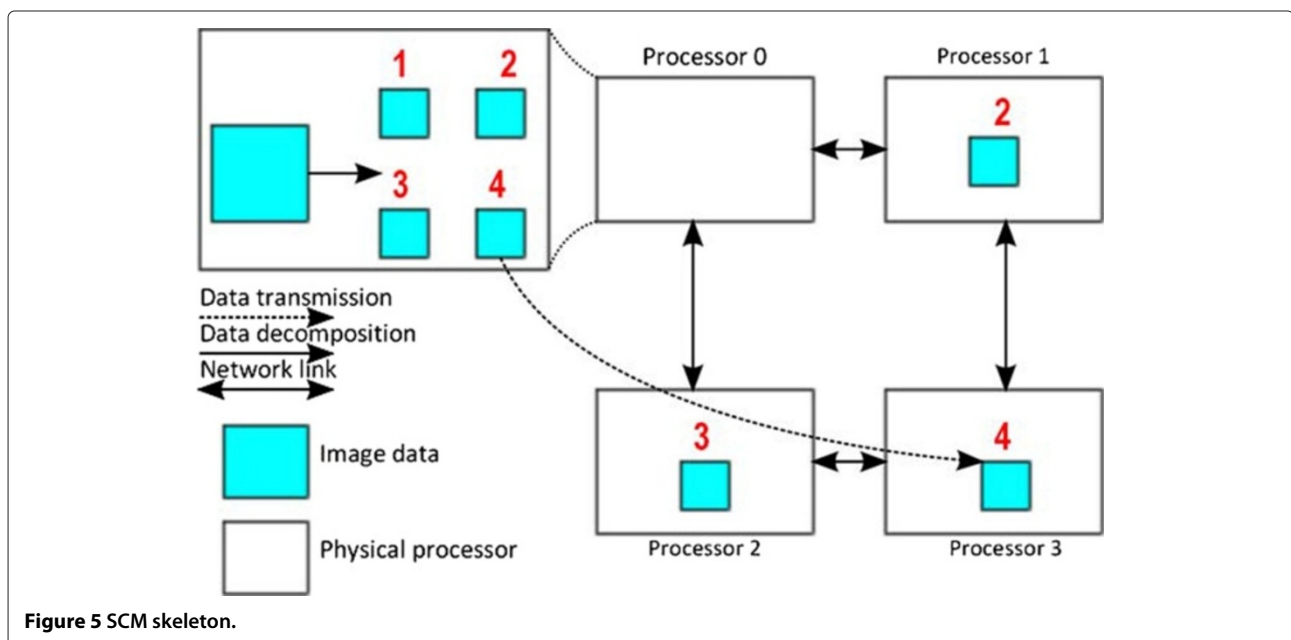 1
2
3
4
Processor 0
Processor 1
2
Data transmission
Data decomposition
Network link
Image data
Physical processor
3
4
Processor 2
Processor 3
Figure 5 SCM skeleton.